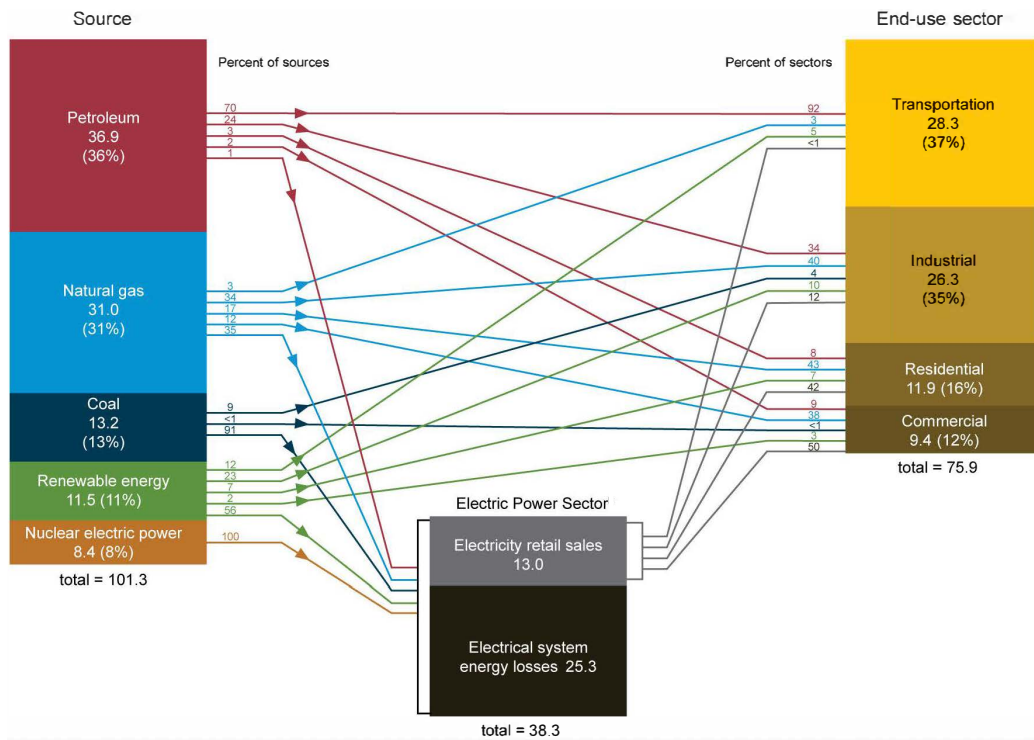 Source
End-use sector
Percent of sources
Percent of sectors
Petroleum
36.9
(36%)
70
24
3
2
1
Natural gas
31.0
(31%)
3
34
17
12
35
Coal
13.2
(13%)
9
<1
91
Renewable energy
11.5 (11%)
12
23
7
2
56
Nuclear electric power
8.4 (8%)
100
total = 101.3
Electric Power Sector
Electricity retail sales
13.0
Electrical system
energy losses 25.3
total = 38.3
92
3
5
<1
Transportation
28.3
(37%)
34
40
4
10
12
Industrial
26.3
(35%)
8
43
7
42
Residential
11.9 (16%)
9
38
<1
3
50
Commercial
9.4 (12%)
total = 75.9